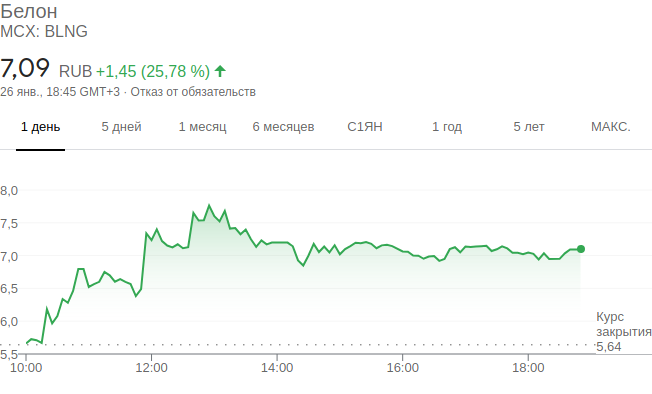 Белон
MCX: BLNG
7,09 RUB +1,45 (25,78 %)
26 янв., 18:45 GMT+3 · Отказ от обязательств
1 день 5 дней 1 месяц 6 месяцев С1ЯН 1 год 5 лет МАКС.
8,0
7,5
7,0
6,5
6,0
5,5
Курс
закрытия
5,64
10:00 12:00 14:00 16:00 18:00